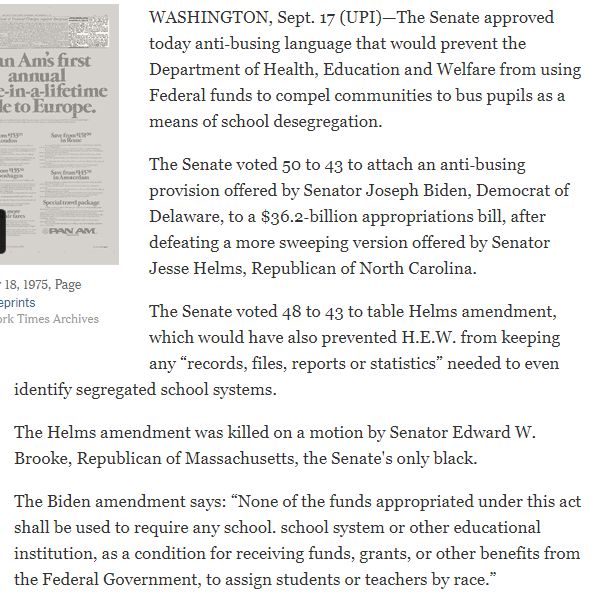 WASHINGTON, Sept. 17 (UPI)—The Senate approved
today anti-busing language that would prevent the
Department of Health, Education and Welfare from using
Federal funds to compel communities to bus pupils as a
means of school desegregation.
The Senate voted 50 to 43 to attach an anti-busing
provision offered by Senator Joseph Biden, Democrat of
Delaware, to a $36.2-billion appropriations bill, after
defeating a more sweeping version offered by Senator
Jesse Helms, Republican of North Carolina.
The Senate voted 48 to 43 to table Helms amendment,
which would have also prevented H.E.W. from keeping
any “records, files, reports or statistics” needed to even
identify segregated school systems.
The Helms amendment was killed on a motion by Senator Edward W.
Brooke, Republican of Massachusetts, the Senate's only black.
The Biden amendment says: “None of the funds appropriated under this act
shall be used to require any school. school system or other educational
institution, as a condition for receiving funds, grants, or other benefits from
the Federal Government, to assign students or teachers by race.”
an Am's first
annual
e-in-a-lifetime
le to Europe.
in Rome
in Amsterdam
Special travel package.
PAN AM
18, 1975, Page
eprints
ork Times Archives